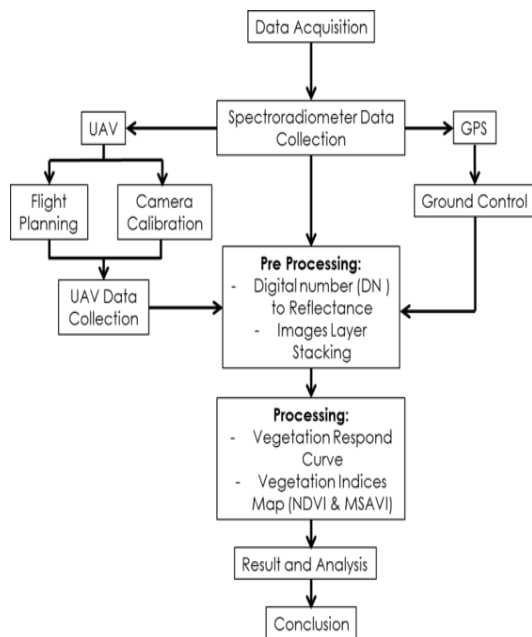 Data Acquisition
Spectroradiometer Data
Collection
UAV
GPS
Flight
Planning
Camera
Calibration
Ground Control
UAV Data
Collection
Pre Processing:
- Digital number (DN )
to Reflectance
- Images Layer
Stacking
Processing:
- Vegetation Respond
Curve
- Vegetation Indices
Map (NDVI & MSAVI)
Result and Analysis
Conclusion